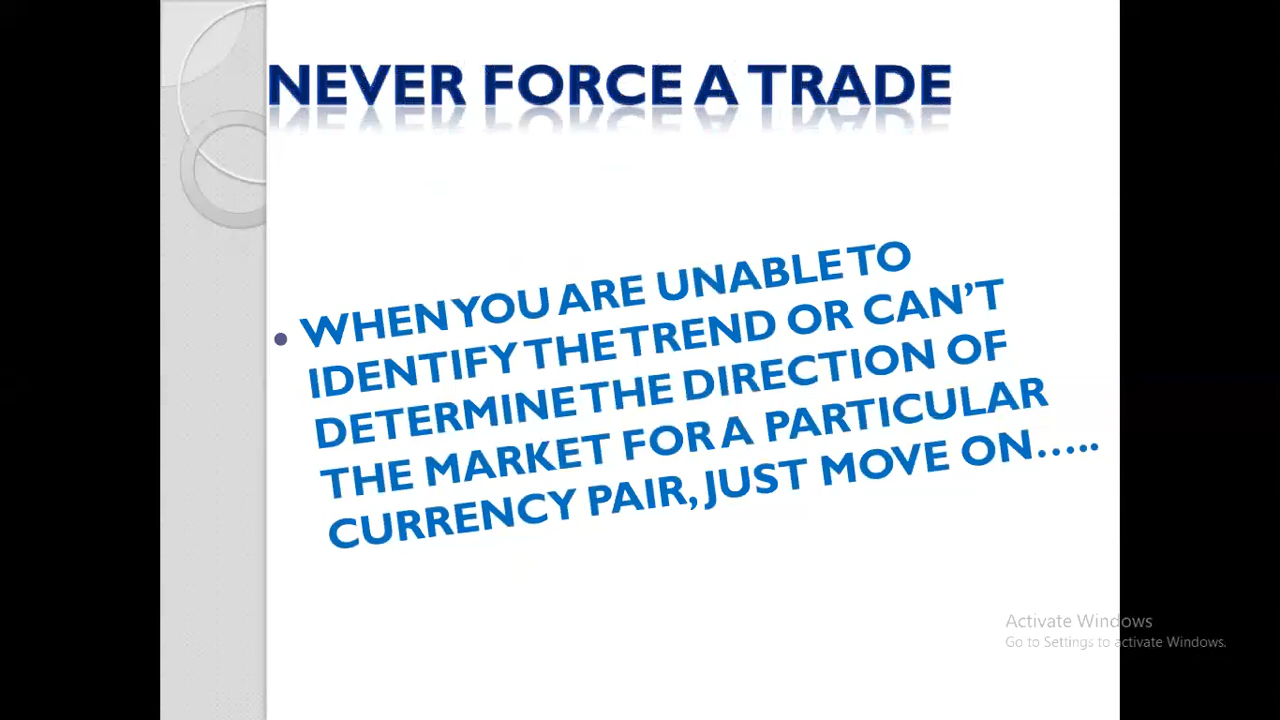 NEVER FORCE A TRADE
• WHEN YOU ARE UNABLE TO
IDENTIFY THE TREND OR CAN’T
DETERMINE THE DIRECTION OF
THE MARKET FOR A PARTICULAR
CURRENCY PAIR, JUST MOVE ON…..
Activate Windows
Go to Settings to activate Windows.